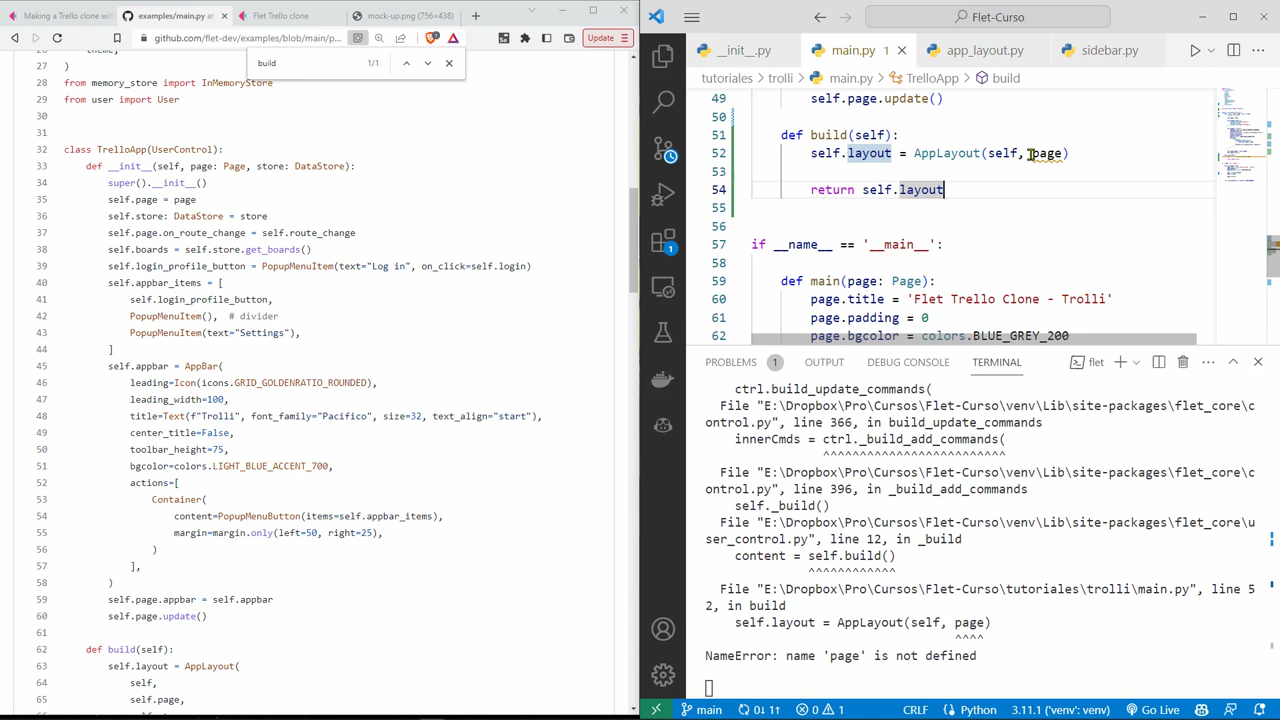 Making a Trello clone with
examples/main.py at
Flet Trello clone
mock-up.png (756×438)
github.com/flet-dev/examples/blob/main/p...
Update
build
1/1
27
)
28 from memory_store import InMemoryStore
29 from user import User
30
31
32 class TrelloApp(UserControl):
33 def __init__(self, page: Page, store: DataStore):
34 super().__init__()
35 self.page = page
36 self.store: DataStore = store
37 self.page.on_route_change = self.route_change
38 self.boards = self.store.get_boards()
39 self.login_profile_button = PopupMenuItem(text="Log in", on_click=self.login)
40 self.appbar_items = [
41 self.login_profile_button,
42 PopupMenuItem(), # divider
43 PopupMenuItem(text="Settings"),
44 ]
45 self.appbar = AppBar(
46 leading=Icon(icons.GRID_GOLDENRATIO_ROUNDED),
47 leading_width=100,
48 title=Text(f"Trolli", font_family="Pacifico", size=32, text_align="start"),
49 center_title=False,
50 toolbar_height=75,
51 bgcolor=colors.LIGHT_BLUE_ACCENT_700,
52 actions=[
53 Container(
54 content=PopupMenuButton(items=self.appbar_items),
55 margin=margin.only(left=50, right=25),
56 )
57 ],
58 )
59 self.page.appbar = self.appbar
60 self.page.update()
61
62 def build(self):
63 self.layout = AppLayout(
64 self,
65 self.page,
Flet-Curso
__init__.py
main.py 1
app_layout.py
sitebar.py
tutoriales > trolli > main.py > TrelloApp > build
49 self.page.update()
50
51 def build(self):
52 self.layout = AppLayout(self, page)
53
54 return self.layout
55
56
57 if __name__ == '__main__':
58
59 def main(page: Page):
60 page.title = 'Flet Trello Clone - Trolli'
61 page.padding = 0
62 page.bgcolor = colors.BLUE_GREY_200
PROBLEMS 1 OUTPUT DEBUG CONSOLE TERMINAL flet
ctrl.build_update_commands(
File "E:\Dropbox\Pro\Cursos\Flet-Curso\venv\Lib\site-packages\flet_core\c
ontrol.py", line 366, in build_update_commands
innerCmds = ctrl._build_add_commands(
^^^^^^^^^^^^^^^^^^^^^^^^^
File "E:\Dropbox\Pro\Cursos\Flet-Curso\venv\Lib\site-packages\flet_core\c
ontrol.py", line 396, in _build_add_commands
self._build()
File "E:\Dropbox\Pro\Cursos\Flet-Curso\venv\Lib\site-packages\flet_core\u
ser_control.py", line 12, in _build
content = self.build()
^^^^^^^^^^^^
File "E:\Dropbox\Pro\Cursos\Flet-Curso\tutoriales\trolli\main.py", line 5
2, in build
self.layout = AppLayout(self, page)
^^^^
NameError: name 'page' is not defined
main 0↓ 1↑ 0 1 CRLF Python 3.11.1 ('venv': venv) Go Live